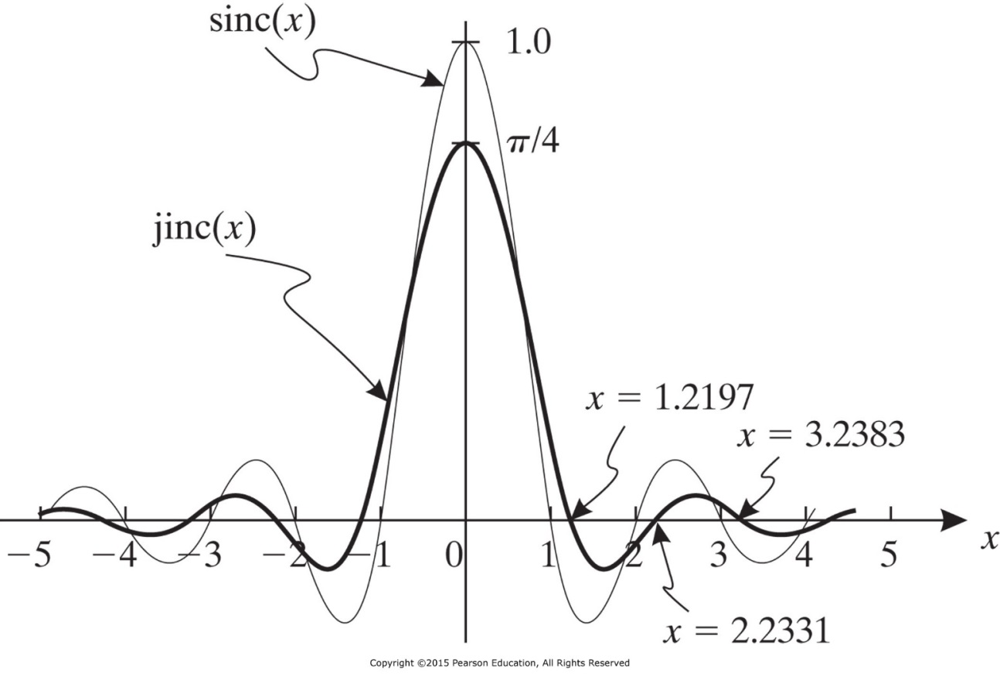 sinc(x)
1.0
π/4
jinc(x)
x = 1.2197
x = 3.2383
−5 −4 −3 −2 −1 0 1 2 3 4 5 x
x = 2.2331
Copyright ©2015 Pearson Education, All Rights Reserved